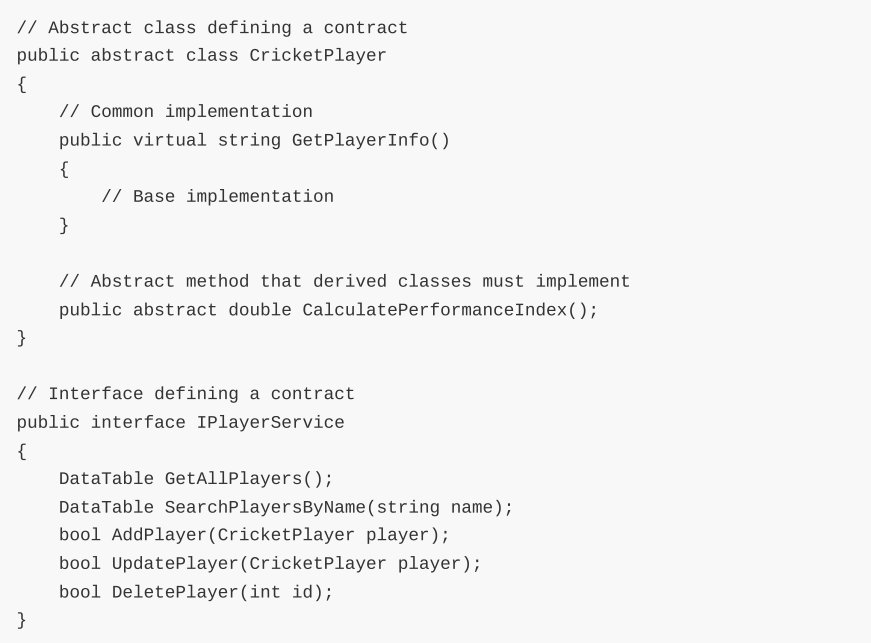 // Abstract class defining a contract
public abstract class CricketPlayer
{
    // Common implementation
    public virtual string GetPlayerInfo()
    {
        // Base implementation
    }

    // Abstract method that derived classes must implement
    public abstract double CalculatePerformanceIndex();
}

// Interface defining a contract
public interface IPlayerService
{
    DataTable GetAllPlayers();
    DataTable SearchPlayersByName(string name);
    bool AddPlayer(CricketPlayer player);
    bool UpdatePlayer(CricketPlayer player);
    bool DeletePlayer(int id);
}